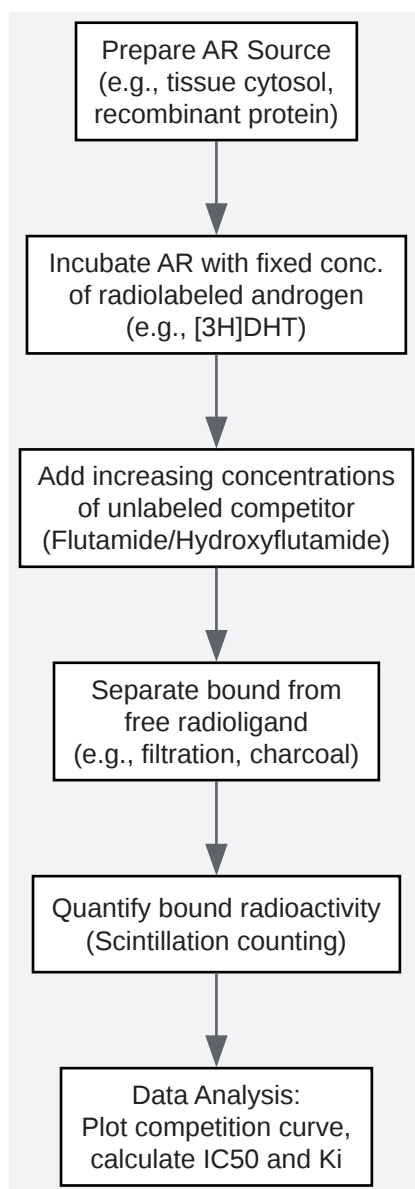 Prepare AR Source
(e.g., tissue cytosol,
recombinant protein)
Incubate AR with fixed conc.
of radiolabeled androgen
(e.g., [3H]DHT)
Add increasing concentrations
of unlabeled competitor
(Flutamide/Hydroxyflutamide)
Separate bound from
free radioligand
(e.g., filtration, charcoal)
Quantify bound radioactivity
(Scintillation counting)
Data Analysis:
Plot competition curve,
calculate IC50 and Ki